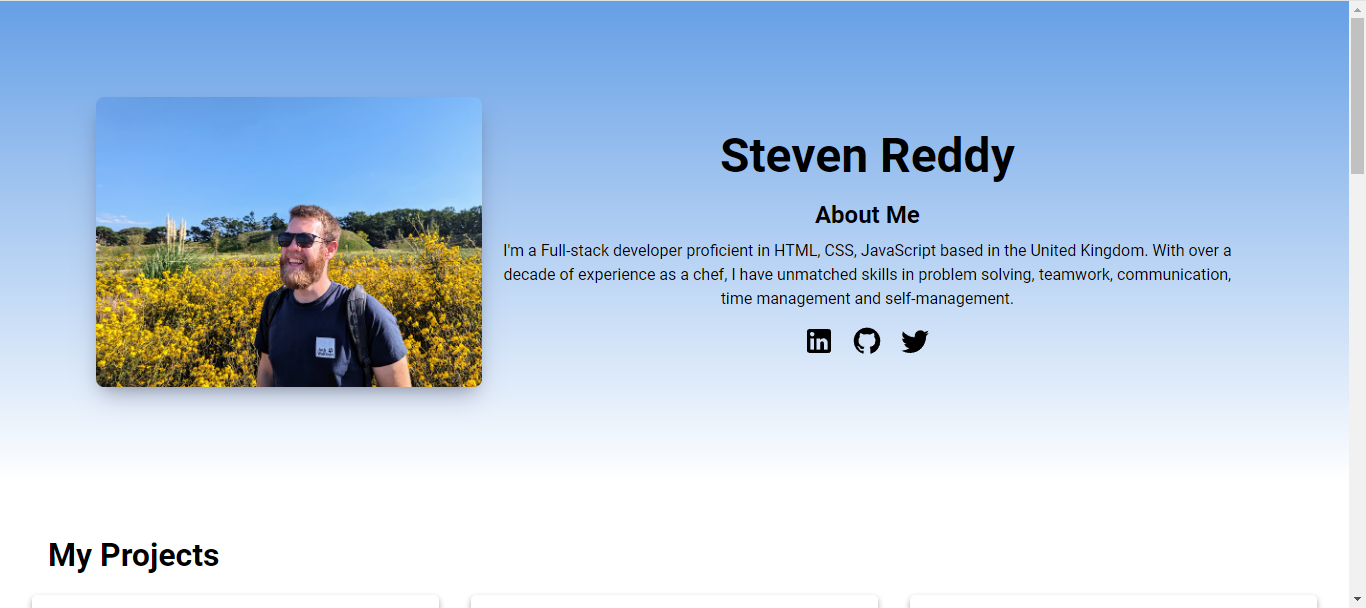 Steven Reddy
About Me
I'm a Full-stack developer proficient in HTML, CSS, JavaScript based in the United Kingdom. With over a
decade of experience as a chef, I have unmatched skills in problem solving, teamwork, communication,
time management and self-management.
in
My Projects